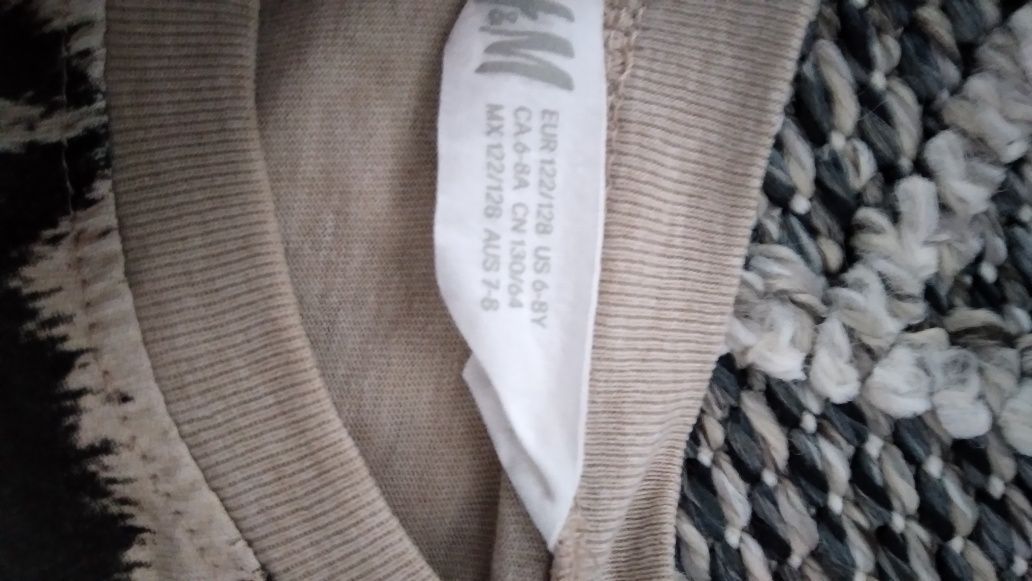 H&M
EUR 122/128 US 6-8Y
CA 6-8A CN 130/64
MX 122/128 AUS 7-8